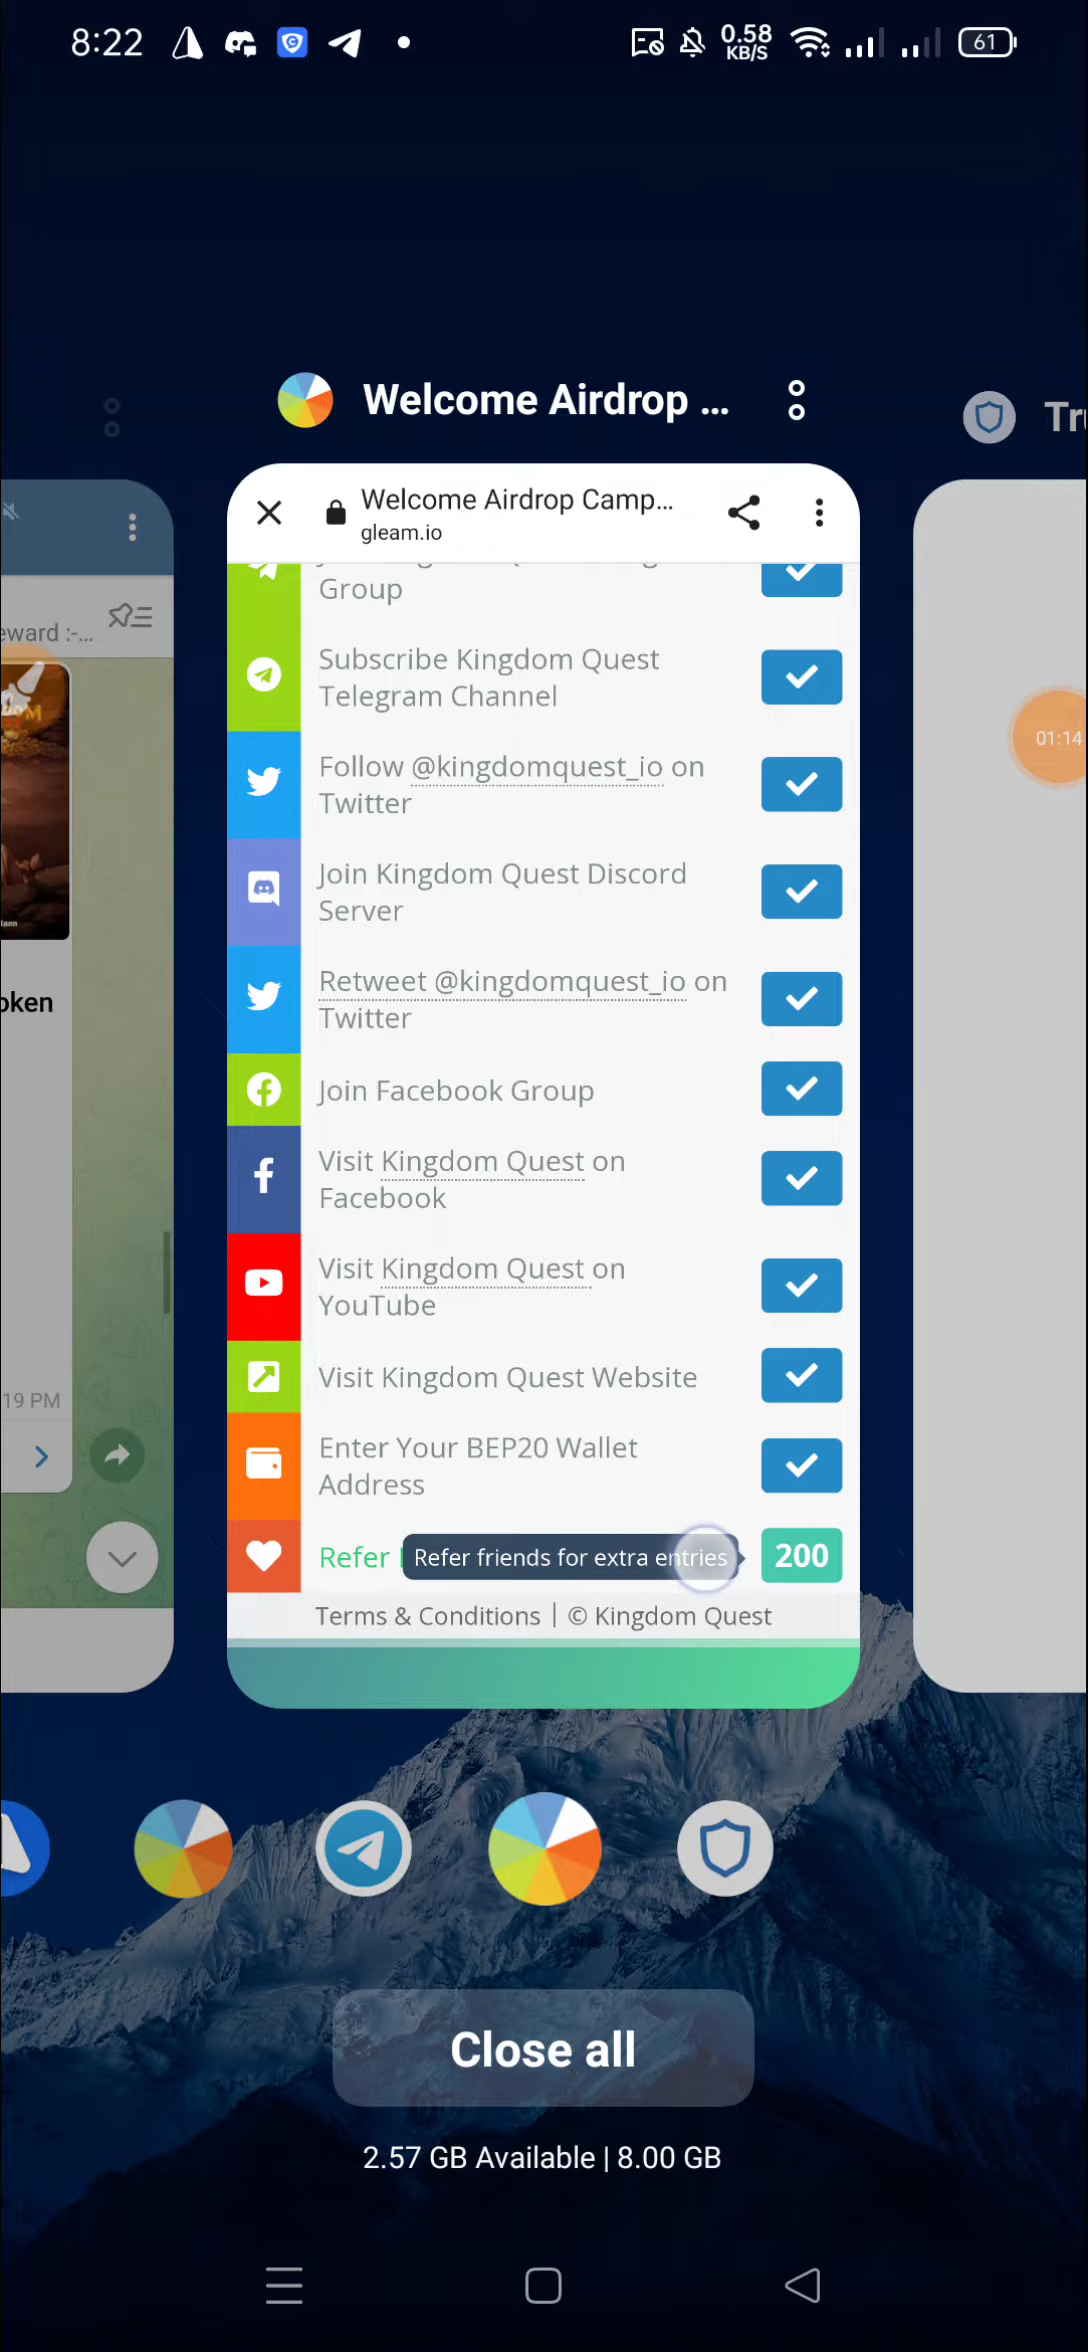 8:22
0.58
KB/S
61
Welcome Airdrop ...
Welcome Airdrop Camp...
gleam.io
Group
Subscribe Kingdom Quest
Telegram Channel
Follow @kingdomquest_io on
Twitter
Join Kingdom Quest Discord
Server
Retweet @kingdomquest_io on
Twitter
Join Facebook Group
Visit Kingdom Quest on
Facebook
Visit Kingdom Quest on
YouTube
Visit Kingdom Quest Website
Enter Your BEP20 Wallet
Address
Refer
Refer friends for extra entries
200
Terms & Conditions | © Kingdom Quest
eward :-...
oken
19 PM
Tru
01:14
Close all
2.57 GB Available | 8.00 GB